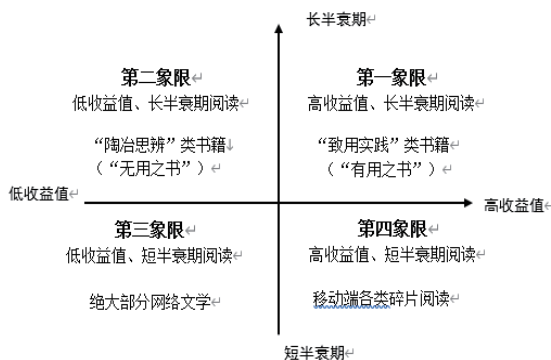 长半衰期
第二象限
低收益值、长半衰期阅读
“陶冶思辨”类书籍
（“无用之书”）
第一象限
高收益值、长半衰期阅读
“致用实践”类书籍
（“有用之书”）
低收益值
高收益值
第三象限
低收益值、短半衰期阅读
绝大部分网络文学
第四象限
高收益值、短半衰期阅读
移动端各类碎片阅读
短半衰期